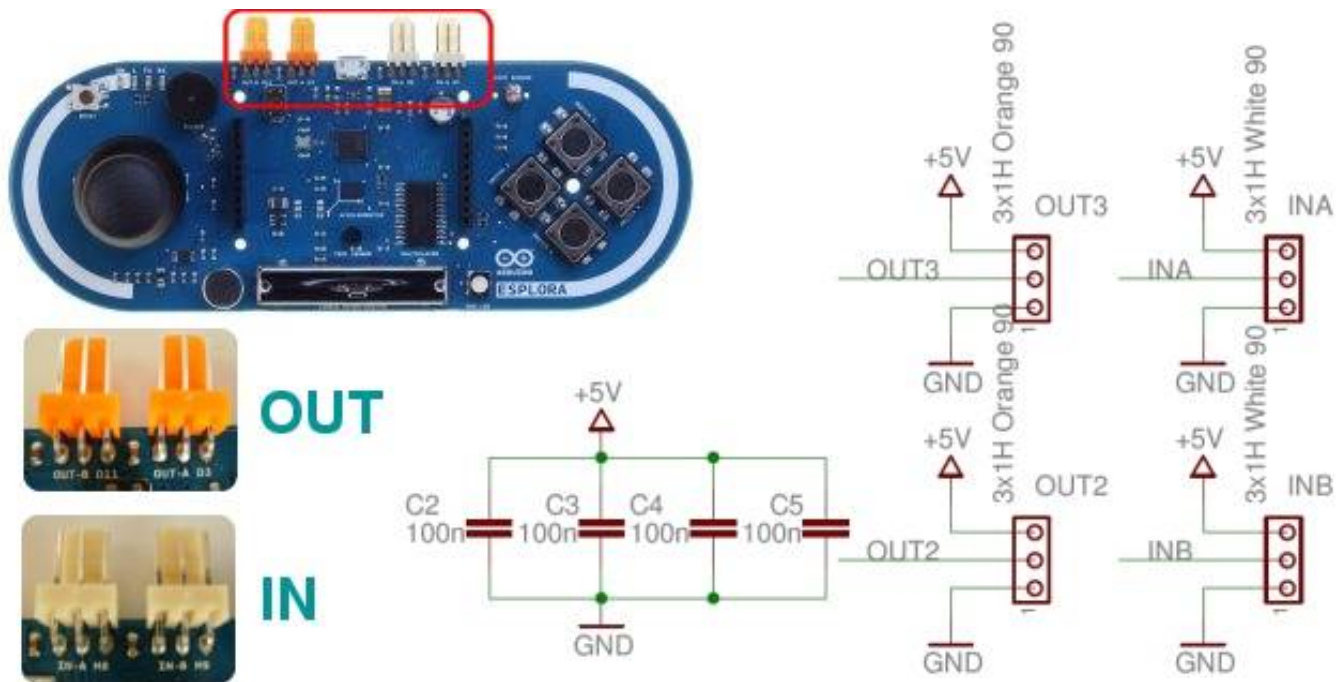 ESPLORA
OUT
OUT-B D11
OUT-A D3
IN
IN-A M8
IN-B M9
+5V
C2
100n
C3
100n
C4
100n
C5
100n
GND
+5V
3x1H Orange 90
OUT3
OUT3
1
GND
+5V
3x1H White 90
INA
INA
1
GND
+5V
3x1H Orange 90
OUT2
OUT2
1
GND
+5V
3x1H White 90
INB
INB
1
GND